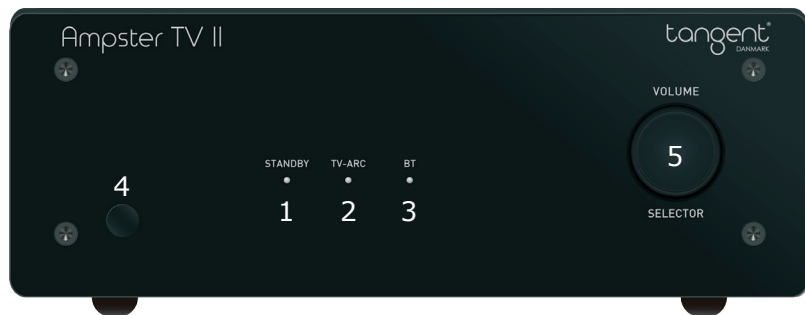 Ampster TV II
tangent®
DANMARK
VOLUME
STANDBY TV-ARC BT
5
4
1 2 3
SELECTOR